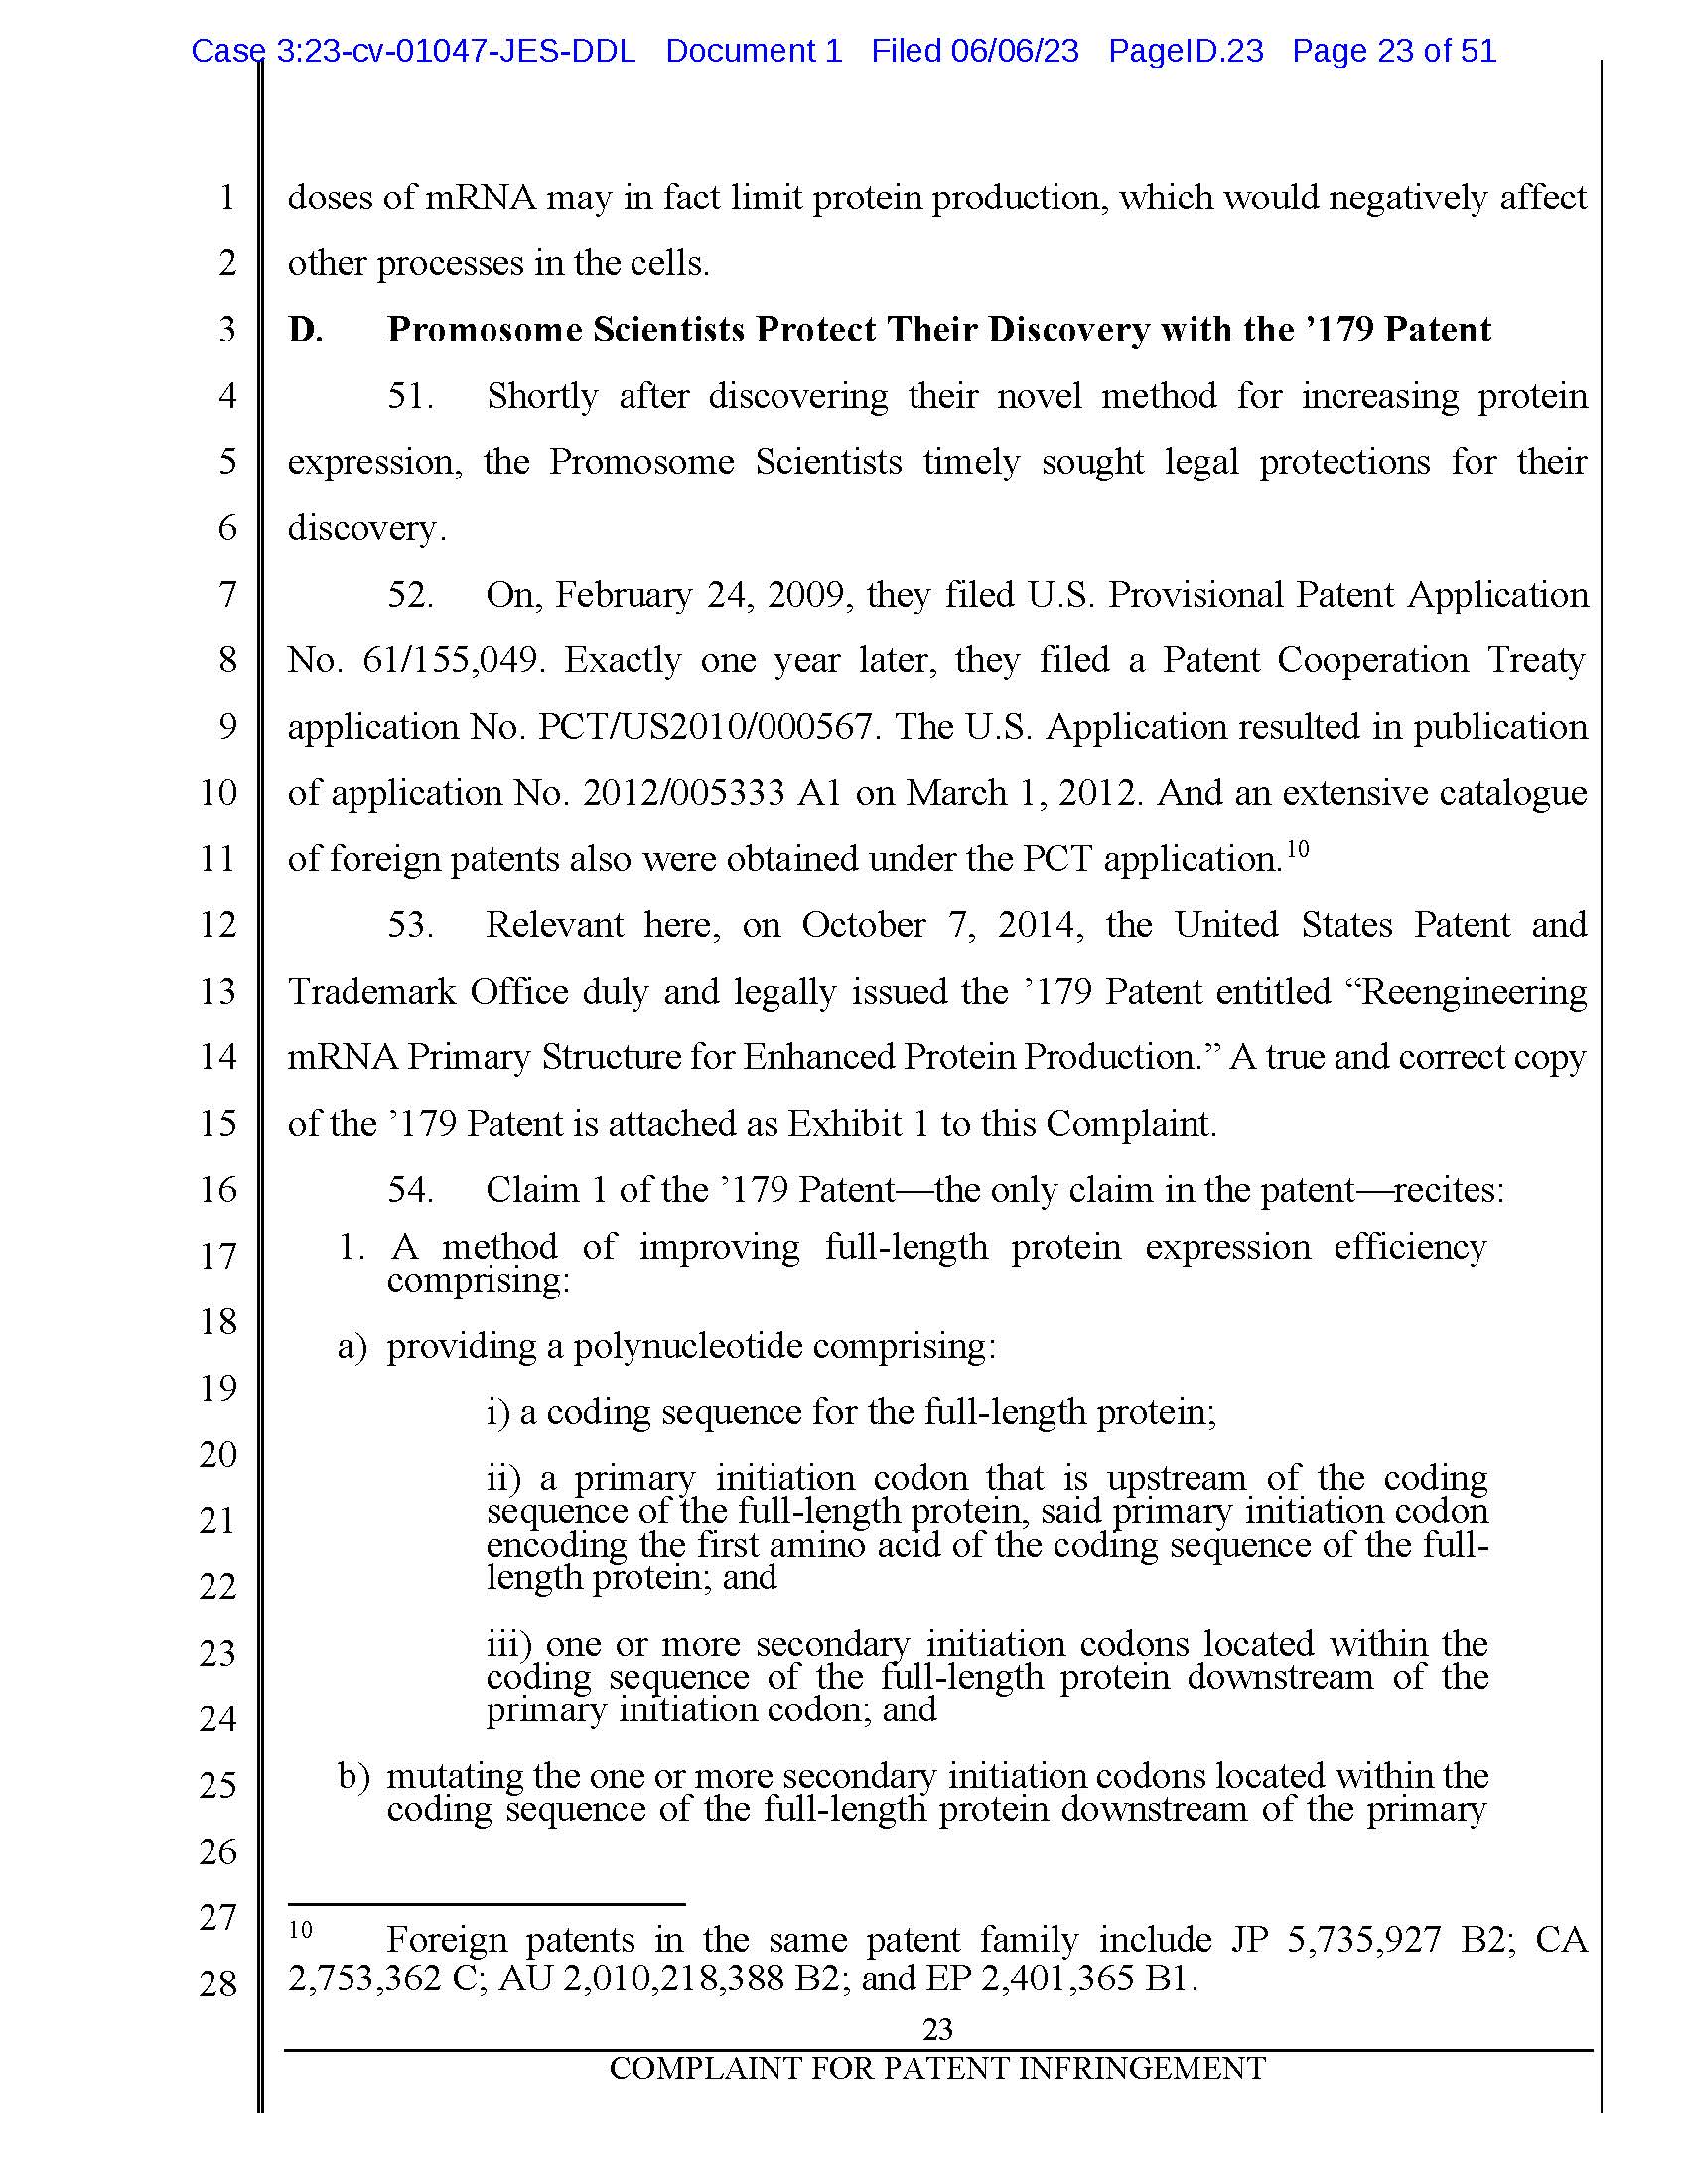 Case 3:23-cv-01047-JES-DDL Document 1 Filed 06/06/23 PageID.23 Page 23 of 51
1 doses of mRNA may in fact limit protein production, which would negatively affect
2 other processes in the cells.
3 D. Promosome Scientists Protect Their Discovery with the ’179 Patent
4 51. Shortly after discovering their novel method for increasing protein
5 expression, the Promosome Scientists timely sought legal protections for their
6 discovery.
7 52. On, February 24, 2009, they filed U.S. Provisional Patent Application
8 No. 61/155,049. Exactly one year later, they filed a Patent Cooperation Treaty
9 application No. PCT/US2010/000567. The U.S. Application resulted in publication
10 of application No. 2012/005333 A1 on March 1, 2012. And an extensive catalogue
11 of foreign patents also were obtained under the PCT application.10
12 53. Relevant here, on October 7, 2014, the United States Patent and
13 Trademark Office duly and legally issued the ’179 Patent entitled “Reengineering
14 mRNA Primary Structure for Enhanced Protein Production.” A true and correct copy
15 of the ’179 Patent is attached as Exhibit 1 to this Complaint.
16 54. Claim 1 of the ’179 Patent—the only claim in the patent—recites:
17 1. A method of improving full-length protein expression efficiency
comprising:
18
a) providing a polynucleotide comprising:
19
i) a coding sequence for the full-length protein;
20
ii) a primary initiation codon that is upstream of the coding
21 sequence of the full-length protein, said primary initiation codon
encoding the first amino acid of the coding sequence of the full-
22 length protein; and
23 iii) one or more secondary initiation codons located within the
coding sequence of the full-length protein downstream of the
24 primary initiation codon; and
25 b) mutating the one or more secondary initiation codons located within the
coding sequence of the full-length protein downstream of the primary
26
27
10 Foreign patents in the same patent family include JP 5,735,927 B2; CA
28 2,753,362 C; AU 2,010,218,388 B2; and EP 2,401,365 B1.
23
COMPLAINT FOR PATENT INFRINGEMENT